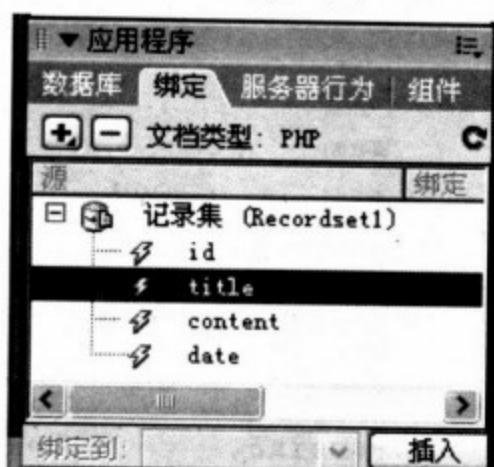 应用程序
数据库 绑定 服务器行为 组件
文档类型: PHP
源 绑定
记录集 (Recordset1)
id
title
content
date
绑定到: 插入